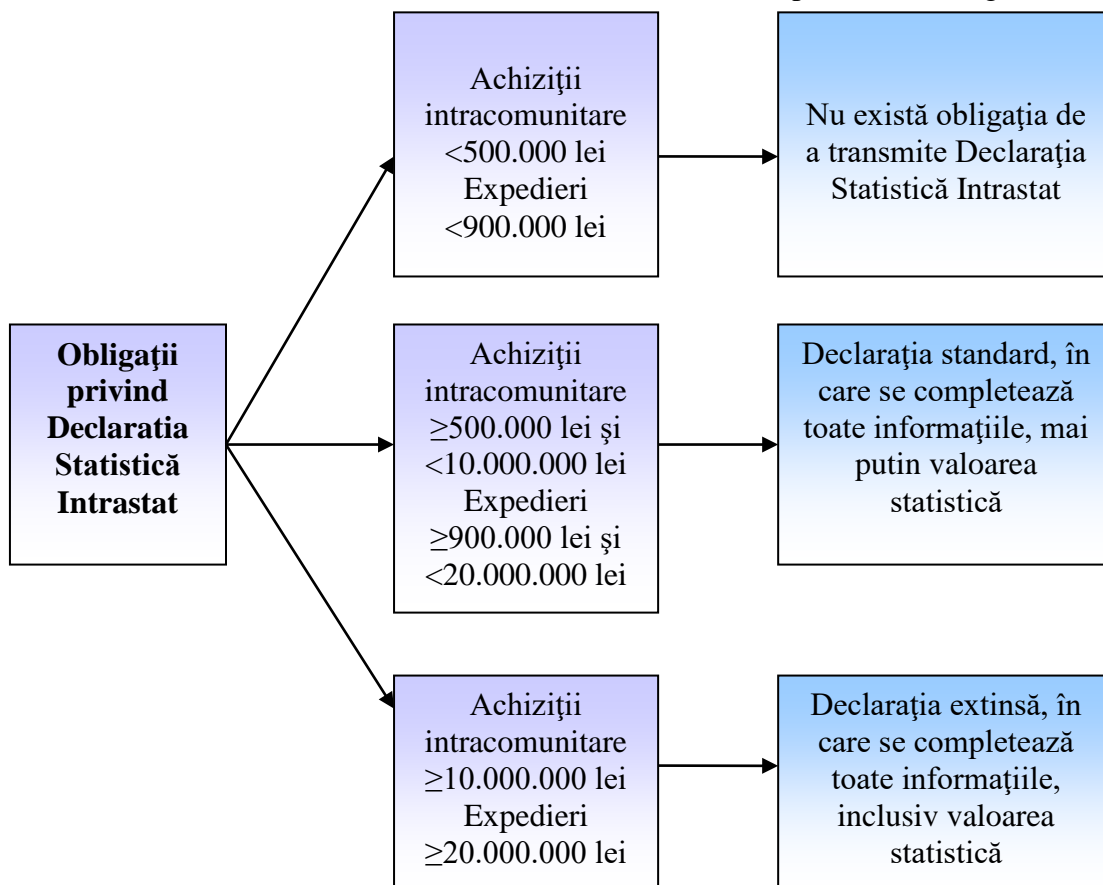 Achiziţii
intracomunitare
<500.000 lei
Expedieri
<900.000 lei
Nu există obligaţia de
a transmite Declaraţia
Statistică Intrastat
Obligaţii
privind
Declaratia
Statistică
Intrastat
Achiziţii
intracomunitare
≥500.000 lei şi
<10.000.000 lei
Expedieri
≥900.000 lei şi
<20.000.000 lei
Declaraţia standard, în
care se completează
toate informaţiile, mai
putin valoarea
statistică
Achiziţii
intracomunitare
≥10.000.000 lei
Expedieri
≥20.000.000 lei
Declaraţia extinsă, în
care se completează
toate informaţiile,
inclusiv valoarea
statistică